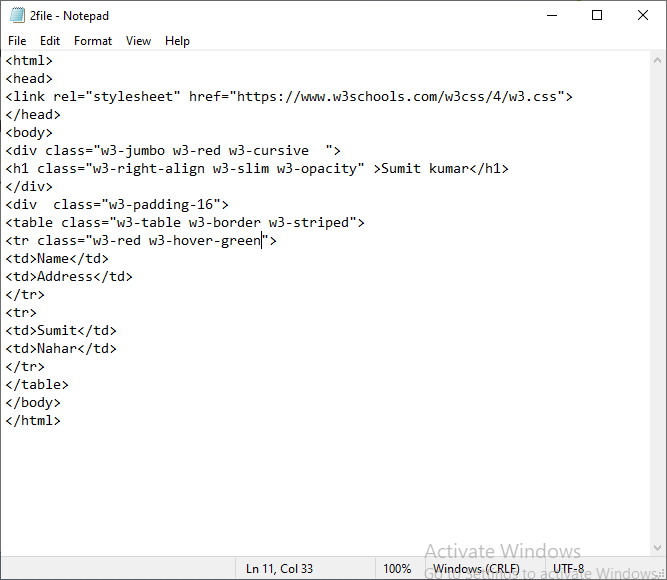 2file - Notepad
File Edit Format View Help
<html>
<head>
<link rel="stylesheet" href="https://www.w3schools.com/w3css/4/w3.css">
</head>
<body>
<div class="w3-jumbo w3-red w3-cursive  ">
<h1 class="w3-right-align w3-slim w3-opacity" >Sumit kumar</h1>
</div>
<div  class="w3-padding-16">
<table class="w3-table w3-border w3-striped">
<tr class="w3-red w3-hover-green">
<td>Name</td>
<td>Address</td>
</tr>
<tr>
<td>Sumit</td>
<td>Nahar</td>
</tr>
</table>
</body>
</html>
Activate Windows
Go to Settings to activate Windows.
Ln 11, Col 33 100% Windows (CRLF) UTF-8